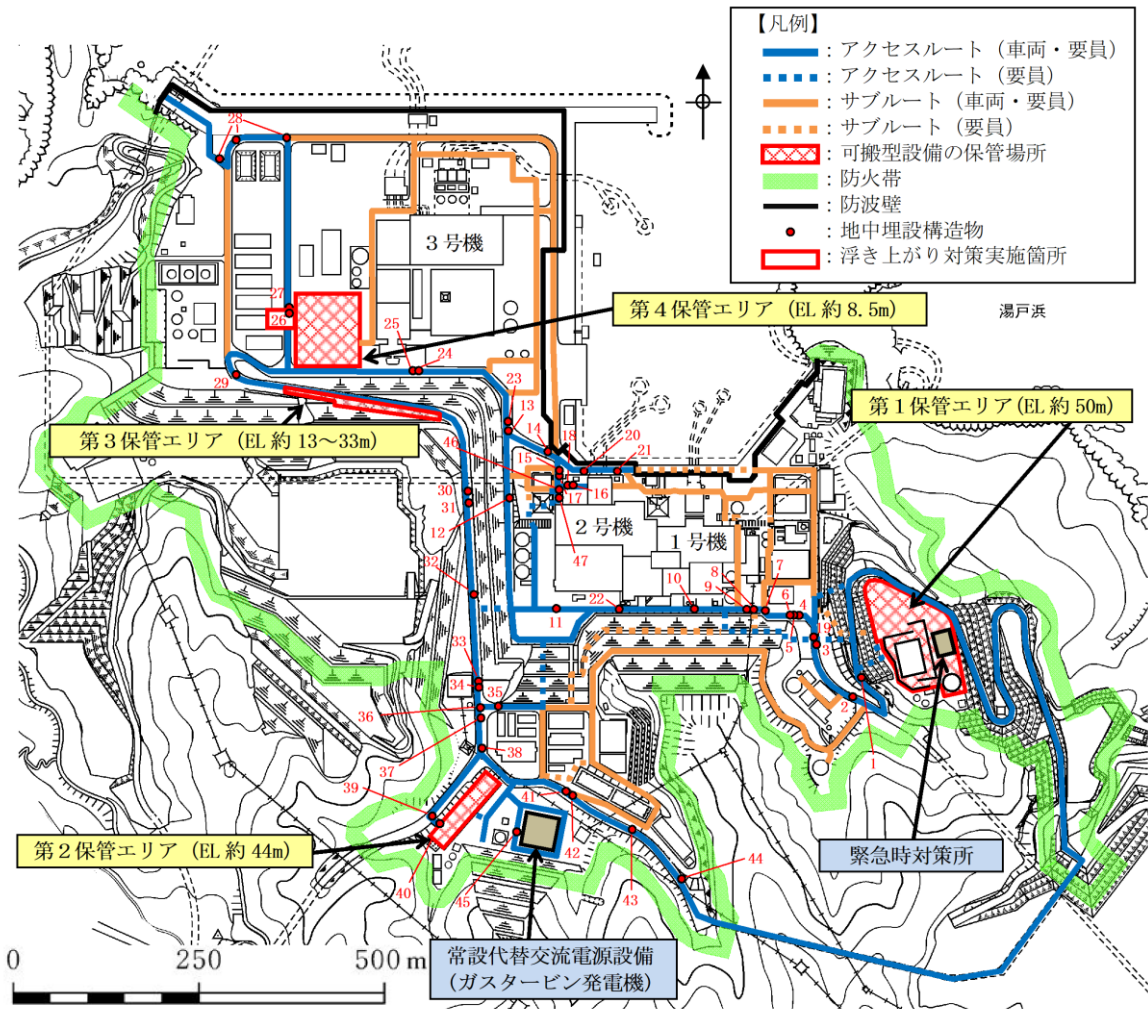 【凡例】
：アクセスルート（車両・要員）
：アクセスルート（要員）
：サブルート（車両・要員）
：サブルート（要員）
：可搬型設備の保管場所
：防火帯
：防波壁
：地中埋設構造物
：浮き上がり対策実施箇所
28
3号機
27
26
第４保管エリア（EL 約 8.5m）
湯戸浜
25
24
29
23
13
第１保管エリア(EL 約 50m)
第３保管エリア（EL 約 13～33m）
14
18
46
15
20
21
30
31
17
16
12
2号機
1号機
47
32
8
7
10
9
22
6
4
11
5
19
3
33
34
35
36
2
1
37
38
39
41
第２保管エリア（EL 約 44m）
緊急時対策所
42
44
40
45
43
常設代替交流電源設備
(ガスタービン発電機)
0
250
500 m